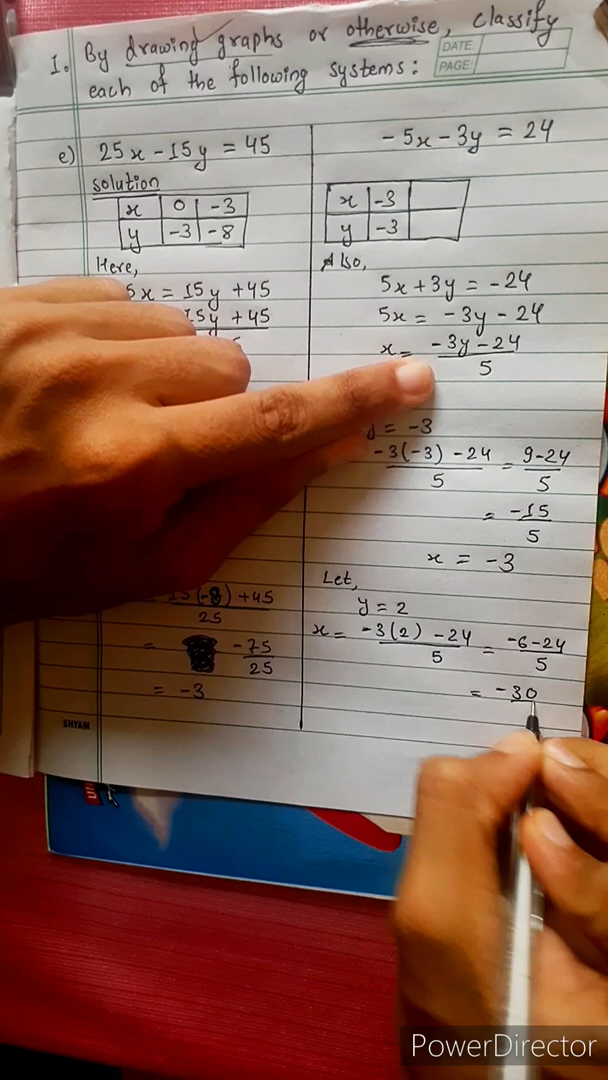 1. By drawing graphs or otherwise, classify
each of the following systems:
DATE:
PAGE:
e) 25x - 15y = 45
solution
x 0 -3
y -3 -8
Here,
5x = 15y + 45
15y + 45
15(-8) + 45
25
= -75
25
= -3
SHYAM
- 5x - 3y = 24
x -3
y -3
Also,
5x + 3y = -24
5x = -3y - 24
x = -3y - 24
5
y = -3
-3(-3) - 24 = 9-24
5 5
= -15
5
x = -3
Let,
y = 2
x = -3(2) - 24 = -6-24
5 5
= -30
UN
PowerDirector